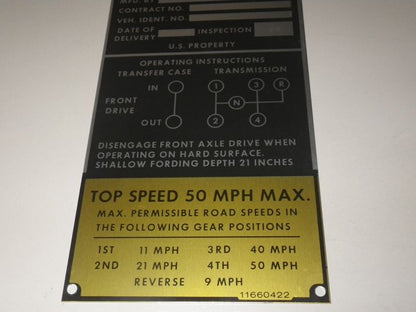 MFG. BY
CONTRACT NO.
VEH. IDENT. NO.
DATE OF DELIVERY INSPECTION
U.S. PROPERTY
OPERATING INSTRUCTIONS
TRANSFER CASE TRANSMISSION
IN 1 3 R
FRONT DRIVE N
OUT 2 4
DISENGAGE FRONT AXLE DRIVE WHEN
OPERATING ON HARD SURFACE.
SHALLOW FORDING DEPTH 21 INCHES
TOP SPEED 50 MPH MAX.
MAX. PERMISSIBLE ROAD SPEEDS IN
THE FOLLOWING GEAR POSITIONS
1ST 11 MPH 3RD 40 MPH
2ND 21 MPH 4TH 50 MPH
REVERSE 9 MPH
11660422